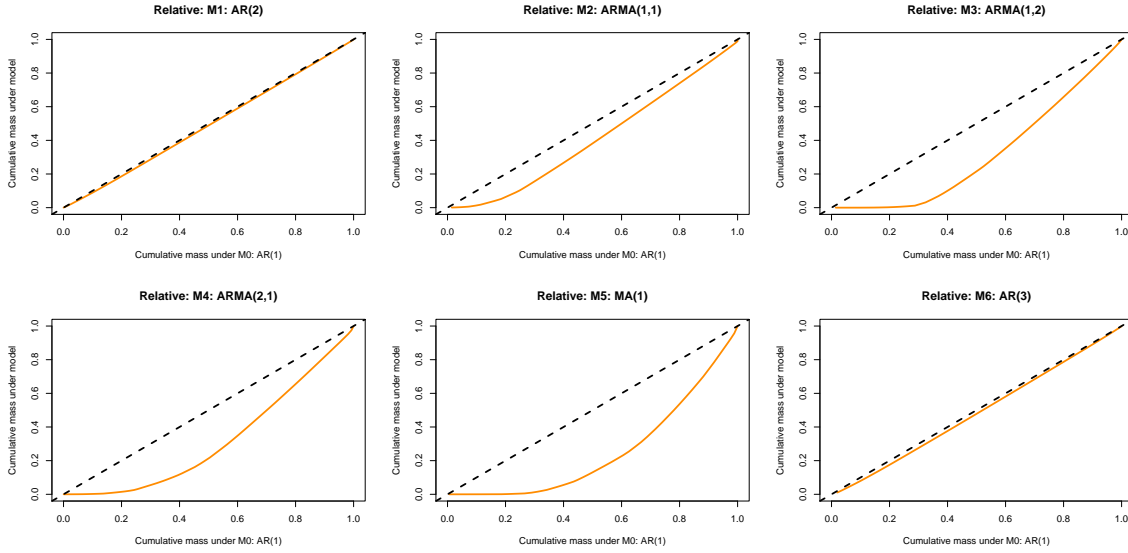 Relative: M1: AR(2)
Cumulative mass under model
1.0
0.8
0.6
0.4
0.2
0.0
0.0 0.2 0.4 0.6 0.8 1.0
Cumulative mass under M0: AR(1)
Relative: M2: ARMA(1,1)
Cumulative mass under model
1.0
0.8
0.6
0.4
0.2
0.0
0.0 0.2 0.4 0.6 0.8 1.0
Cumulative mass under M0: AR(1)
Relative: M3: ARMA(1,2)
Cumulative mass under model
1.0
0.8
0.6
0.4
0.2
0.0
0.0 0.2 0.4 0.6 0.8 1.0
Cumulative mass under M0: AR(1)
Relative: M4: ARMA(2,1)
Cumulative mass under model
1.0
0.8
0.6
0.4
0.2
0.0
0.0 0.2 0.4 0.6 0.8 1.0
Cumulative mass under M0: AR(1)
Relative: M5: MA(1)
Cumulative mass under model
1.0
0.8
0.6
0.4
0.2
0.0
0.0 0.2 0.4 0.6 0.8 1.0
Cumulative mass under M0: AR(1)
Relative: M6: AR(3)
Cumulative mass under model
1.0
0.8
0.6
0.4
0.2
0.0
0.0 0.2 0.4 0.6 0.8 1.0
Cumulative mass under M0: AR(1)